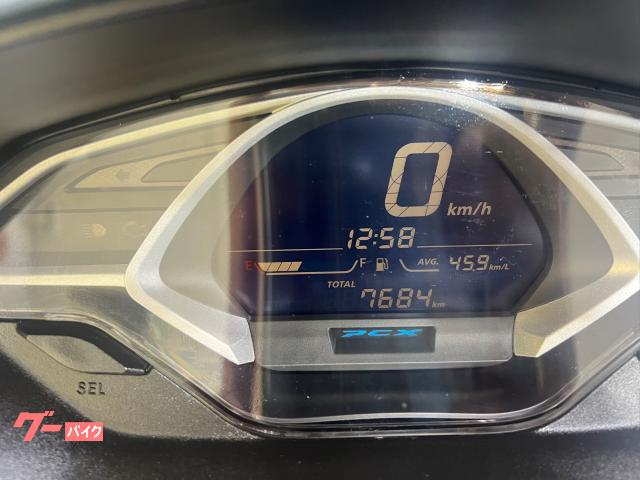 0 km/h
12:58
E F AVG. 45.9 km/L
TOTAL 7684 km
PCX
SEL
グーバイク